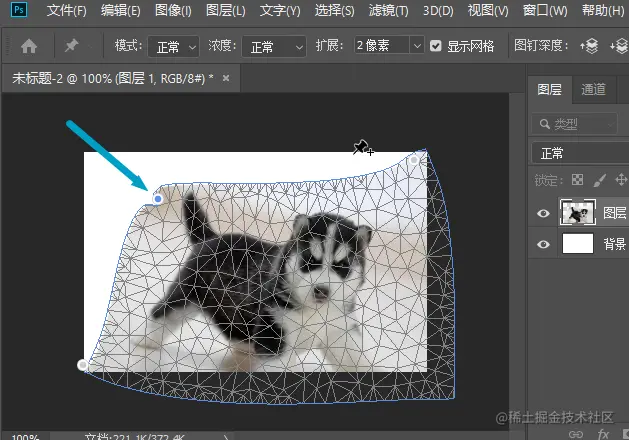 Ps 文件(F) 编辑(E) 图像(I) 图层(L) 文字(Y) 选择(S) 滤镜(T) 3D(D) 视图(V) 窗口(W) 帮助(H)
模式: 正常 浓度: 正常 扩展: 2 像素 显示网格 图钉深度:
未标题-2 @ 100% (图层 1, RGB/8#) * ×
图层 通道
类型
正常
锁定:
图层
背景
@稀土掘金技术社区
100% 文档:221.1K/372.4K
fx